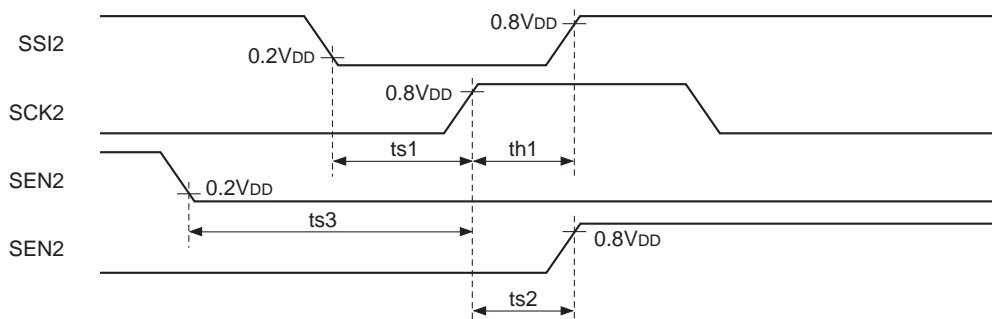 SSI2
0.2VDD
0.8VDD
SCK2
0.8VDD
ts1
th1
SEN2
0.2VDD
ts3
SEN2
0.8VDD
ts2